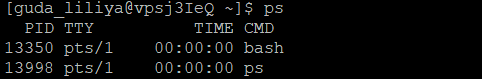 [guda_liliya@vpsj3IeQ ~]$ ps
PID TTY TIME CMD
13350 pts/1 00:00:00 bash
13998 pts/1 00:00:00 ps